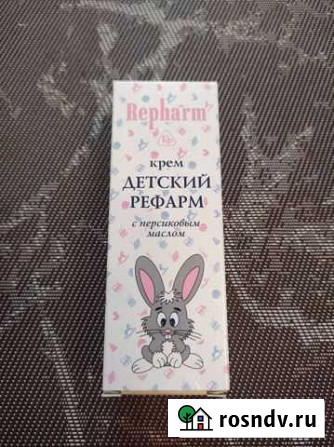 Repharm
крем
ДЕТСКИЙ
РЕФАРМ
с персиковым
маслом
rosndv.ru